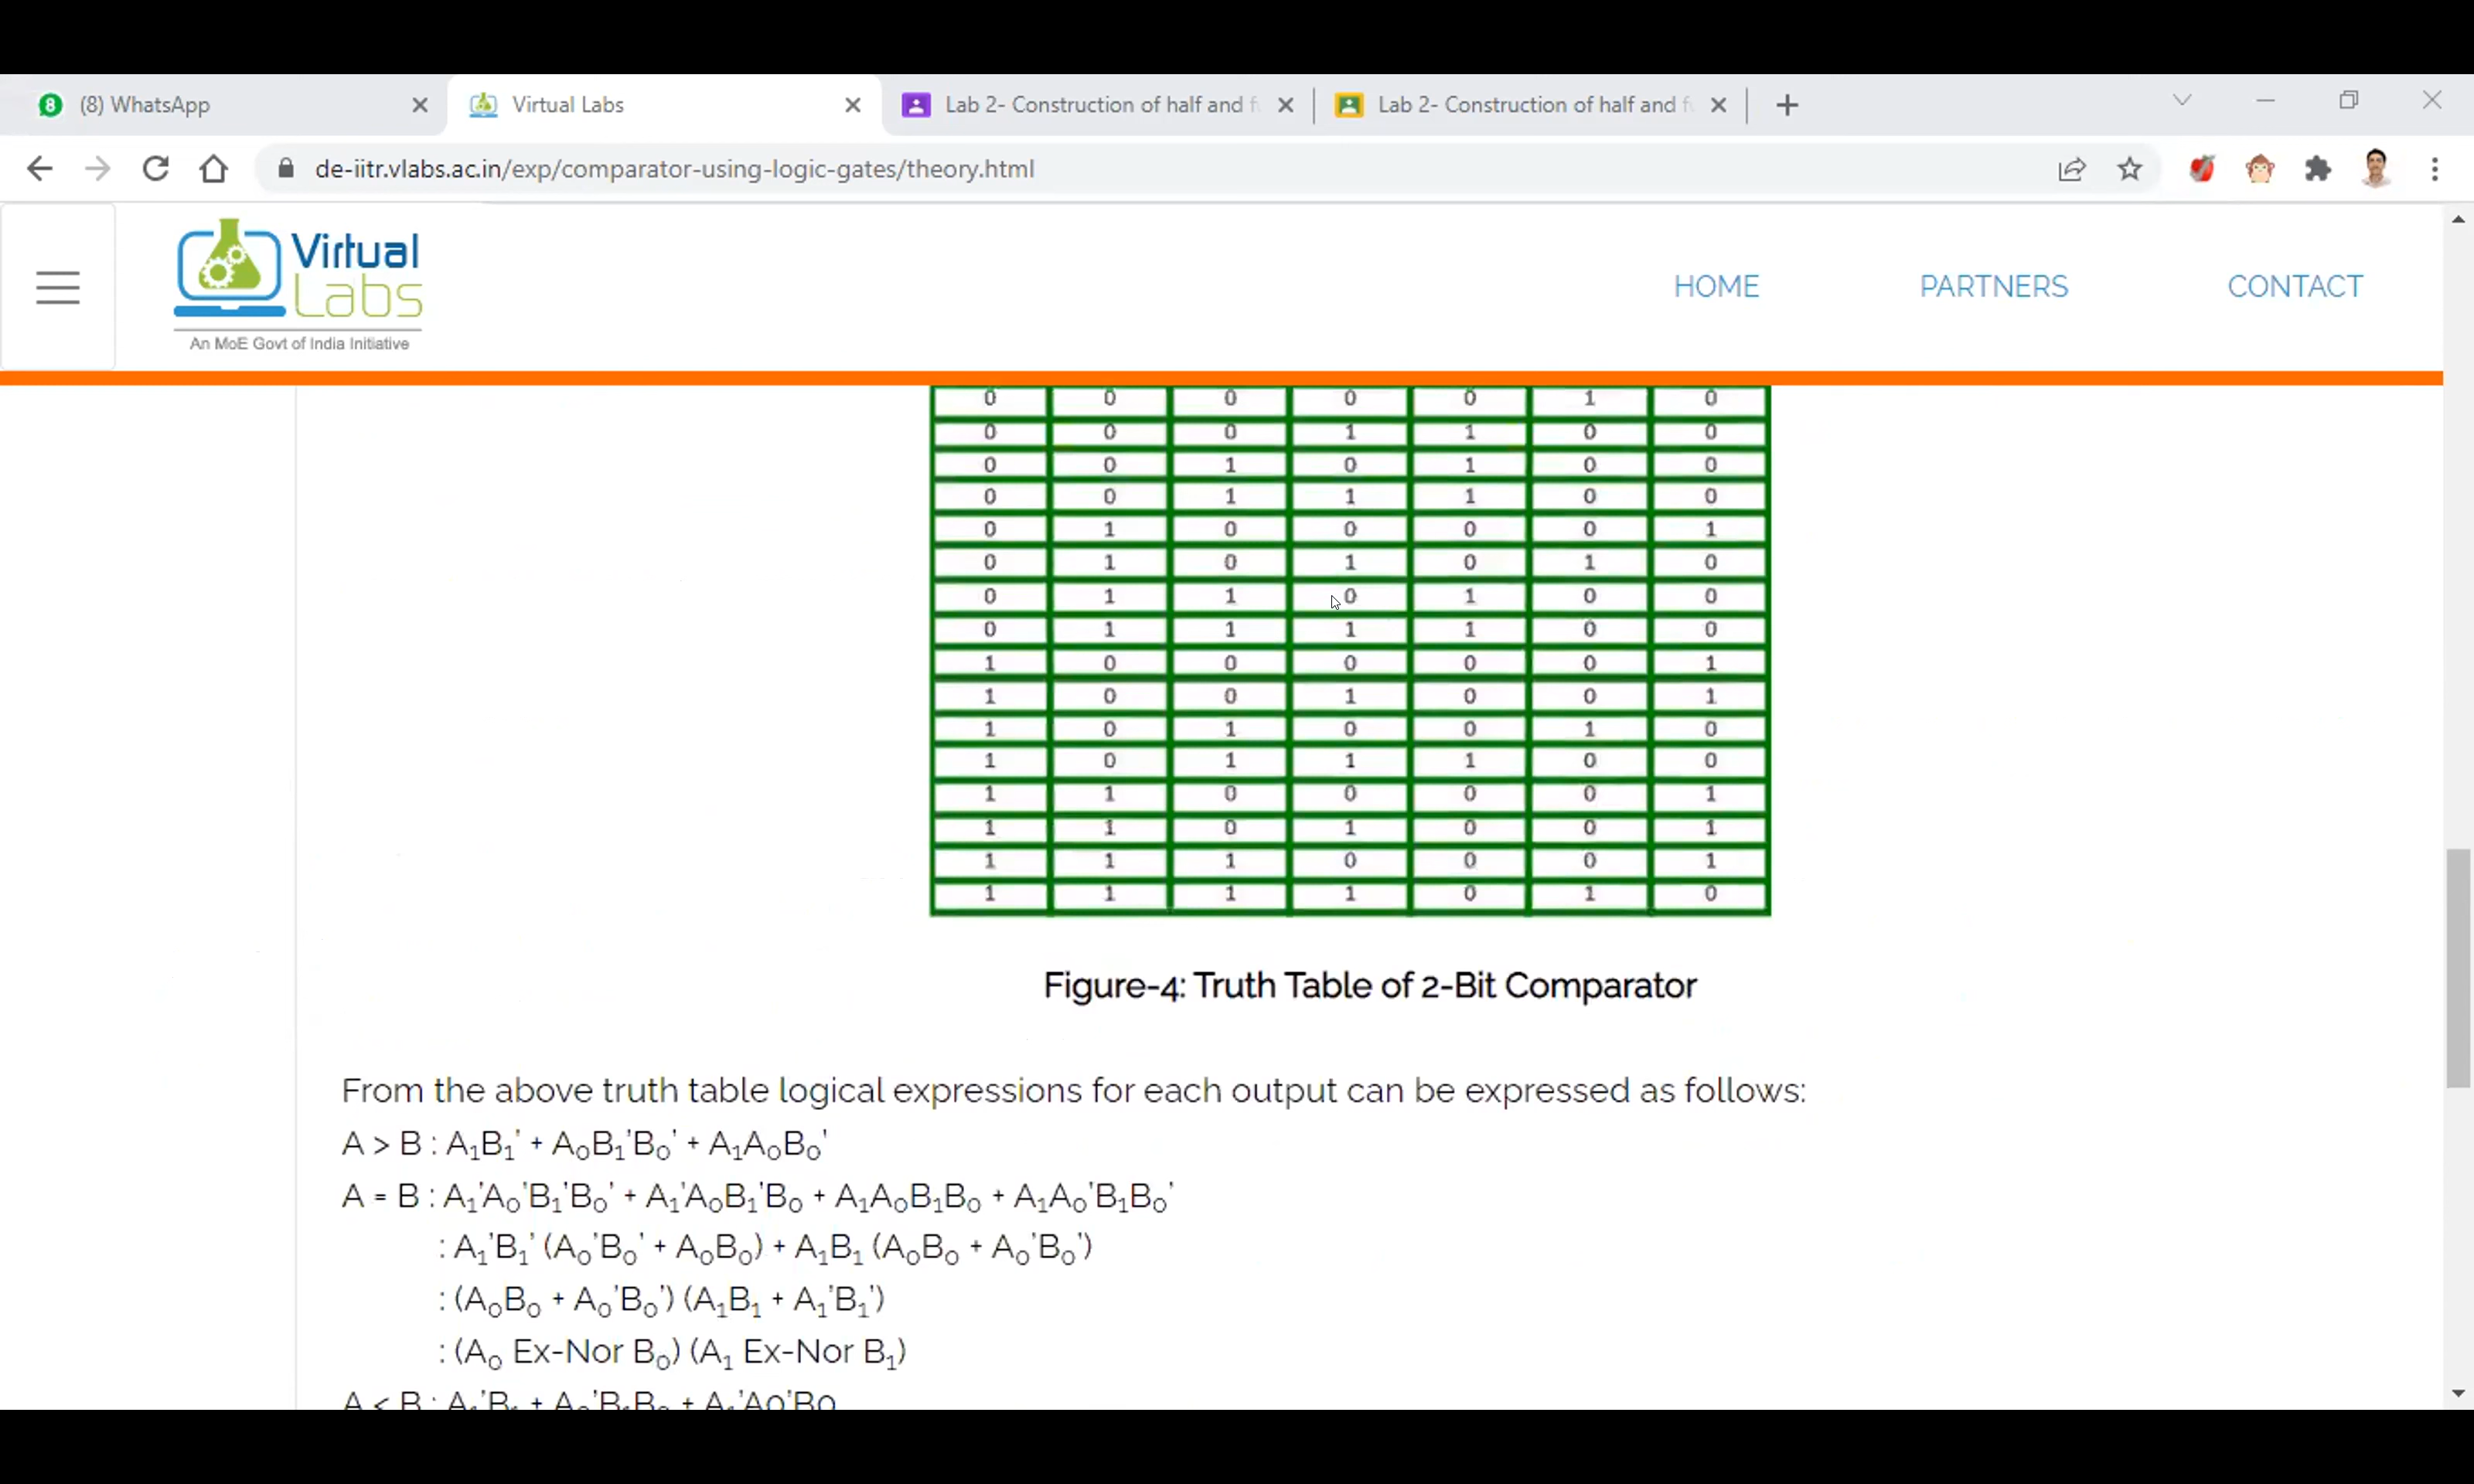 (8) WhatsApp
Virtual Labs
Lab 2- Construction of half and f
Lab 2- Construction of half and f
de-iitr.vlabs.ac.in/exp/comparator-using-logic-gates/theory.html
Virtual
Labs
An MoE Govt of India Initiative
HOME PARTNERS CONTACT
0 0 0 0 0 1 0
0 0 0 1 1 0 0
0 0 1 0 1 0 0
0 0 1 1 1 0 0
0 1 0 0 0 0 1
0 1 0 1 0 1 0
0 1 1 0 1 0 0
0 1 1 1 1 0 0
1 0 0 0 0 0 1
1 0 0 1 0 0 1
1 0 1 0 0 1 0
1 0 1 1 1 0 0
1 1 0 0 0 0 1
1 1 0 1 0 0 1
1 1 1 0 0 0 1
1 1 1 1 0 1 0
Figure-4: Truth Table of 2-Bit Comparator
From the above truth table logical expressions for each output can be expressed as follows:
A > B : A₁B₁' + A₀B₁'B₀' + A₁A₀B₀'
A = B : A₁'A₀'B₁'B₀' + A₁'A₀B₁'B₀ + A₁A₀B₁B₀ + A₁A₀'B₁B₀'
: A₁'B₁' (A₀'B₀' + A₀B₀) + A₁B₁ (A₀B₀ + A₀'B₀')
: (A₀B₀ + A₀'B₀') (A₁B₁ + A₁'B₁')
: (A₀ Ex-Nor B₀) (A₁ Ex-Nor B₁)
A < B : A₁'B₁ + A₀'B₁B₀ + A₁'A₀'B₀